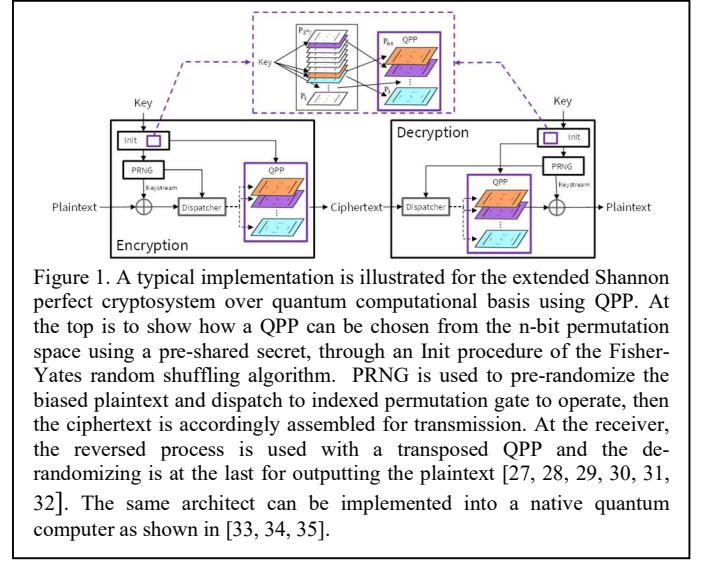 P2ⁿ!
QPP
P64
Key
P1
P1
Key
Key
Init
Decryption
Init
PRNG
QPP
PRNG
Keystream
QPP
Keystream
Plaintext
Dispatcher
Ciphertext
Dispatcher
Plaintext
Encryption
Figure 1. A typical implementation is illustrated for the extended Shannon
perfect cryptosystem over quantum computational basis using QPP. At
the top is to show how a QPP can be chosen from the n-bit permutation
space using a pre-shared secret, through an Init procedure of the Fisher-
Yates random shuffling algorithm. PRNG is used to pre-randomize the
biased plaintext and dispatch to indexed permutation gate to operate, then
the ciphertext is accordingly assembled for transmission. At the receiver,
the reversed process is used with a transposed QPP and the de-
randomizing is at the last for outputting the plaintext [27, 28, 29, 30, 31,
32]. The same architect can be implemented into a native quantum
computer as shown in [33, 34, 35].